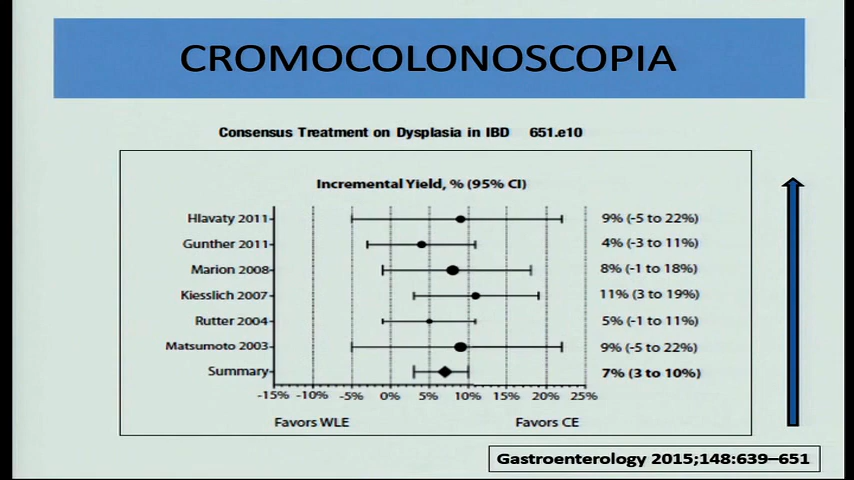 CROMOCOLONOSCOPIA
Consensus Treatment on Dysplasia in IBD 651.e10
Incremental Yield, % (95% CI)
Hlavaty 2011 9% (-5 to 22%)
Gunther 2011 4% (-3 to 11%)
Marion 2008 8% (-1 to 18%)
Kiesslich 2007 11% (3 to 19%)
Rutter 2004 5% (-1 to 11%)
Matsumoto 2003 9% (-5 to 22%)
Summary 7% (3 to 10%)
-15% -10% -5% 0% 5% 10% 15% 20% 25%
Favors WLE Favors CE
Gastroenterology 2015;148:639–651